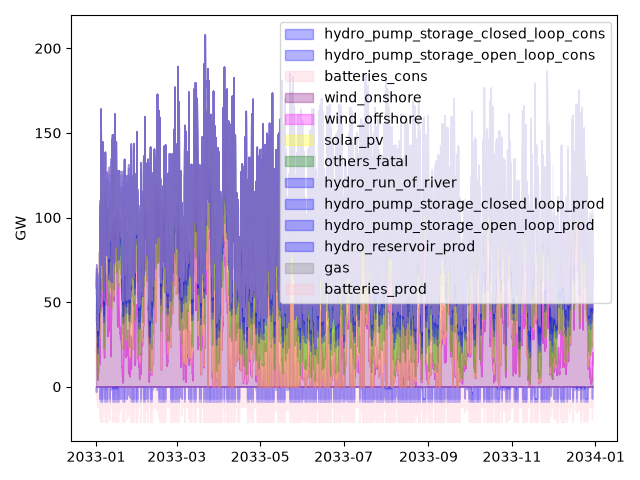 hydro_pump_storage_closed_loop_cons
hydro_pump_storage_open_loop_cons
batteries_cons
wind_onshore
wind_offshore
solar_pv
others_fatal
hydro_run_of_river
hydro_pump_storage_closed_loop_prod
hydro_pump_storage_open_loop_prod
hydro_reservoir_prod
gas
batteries_prod
GW
200
150
100
50
0
2033-01 2033-03 2033-05 2033-07 2033-09 2033-11 2034-01